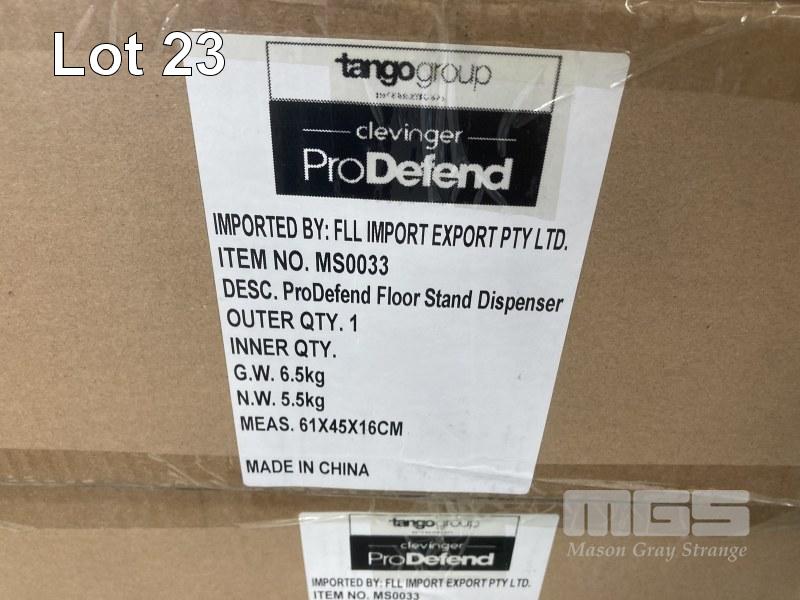 Lot 23
tangogroup
INTERNATIONAL
clevinger
ProDefend
IMPORTED BY: FLL IMPORT EXPORT PTY LTD.
ITEM NO. MS0033
DESC. ProDefend Floor Stand Dispenser
OUTER QTY. 1
INNER QTY.
G.W. 6.5kg
N.W. 5.5kg
MEAS. 61X45X16CM
MADE IN CHINA
MGS
Mason Gray Strange
tangogroup
clevinger
ProDefend
IMPORTED BY: FLL IMPORT EXPORT PTY LTD.
ITEM NO. MS0033